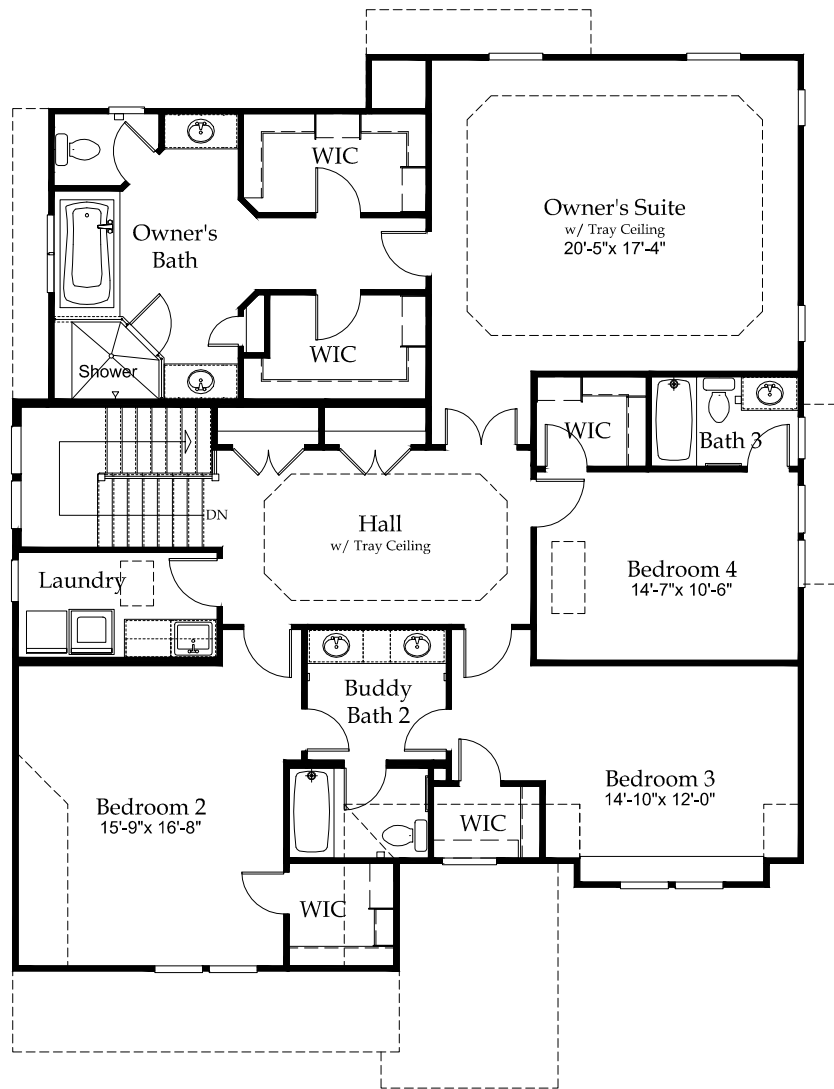 WIC
Owner's Suite
w/ Tray Ceiling
20'-5"x 17'-4"
Owner's
Bath
WIC
Shower
WIC
Bath 3
DN
Hall
w/ Tray Ceiling
Laundry
Bedroom 4
14'-7"x 10'-6"
Buddy
Bath 2
Bedroom 3
14'-10"x 12'-0"
Bedroom 2
15'-9"x 16'-8"
WIC
WIC